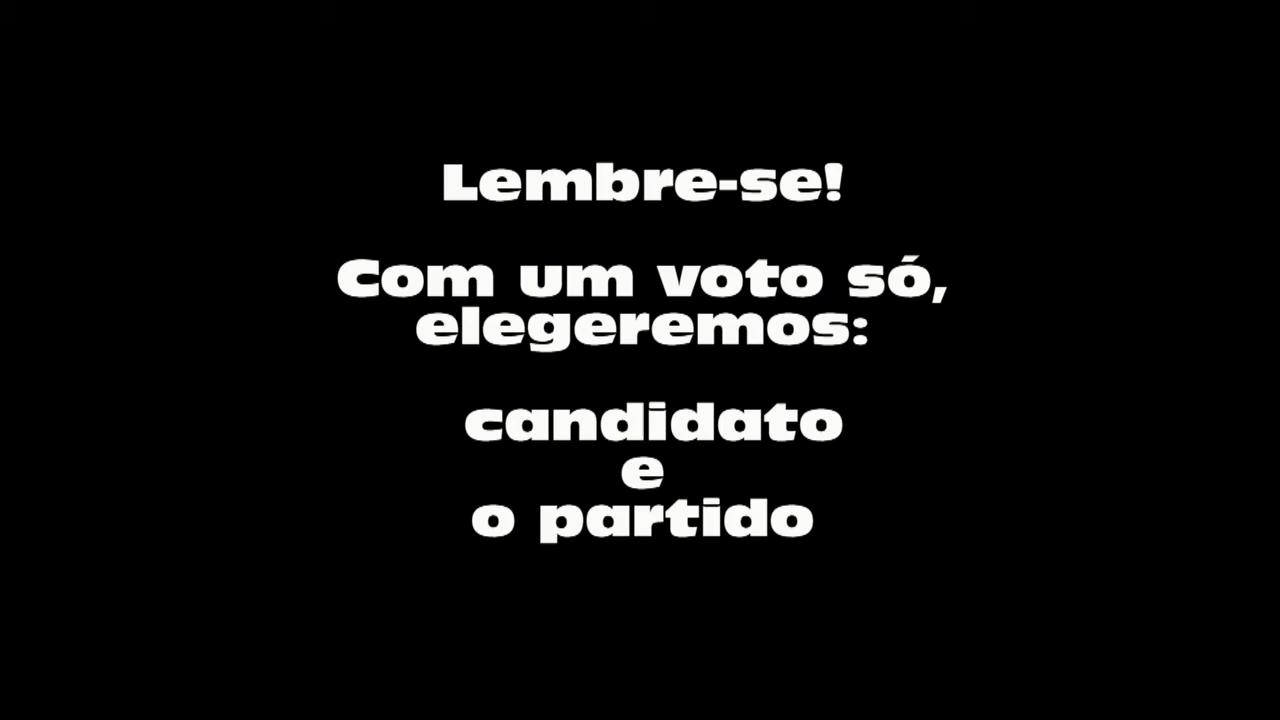 Lembre-se!
Com um voto só,
elegeremos:
candidato
e
o partido